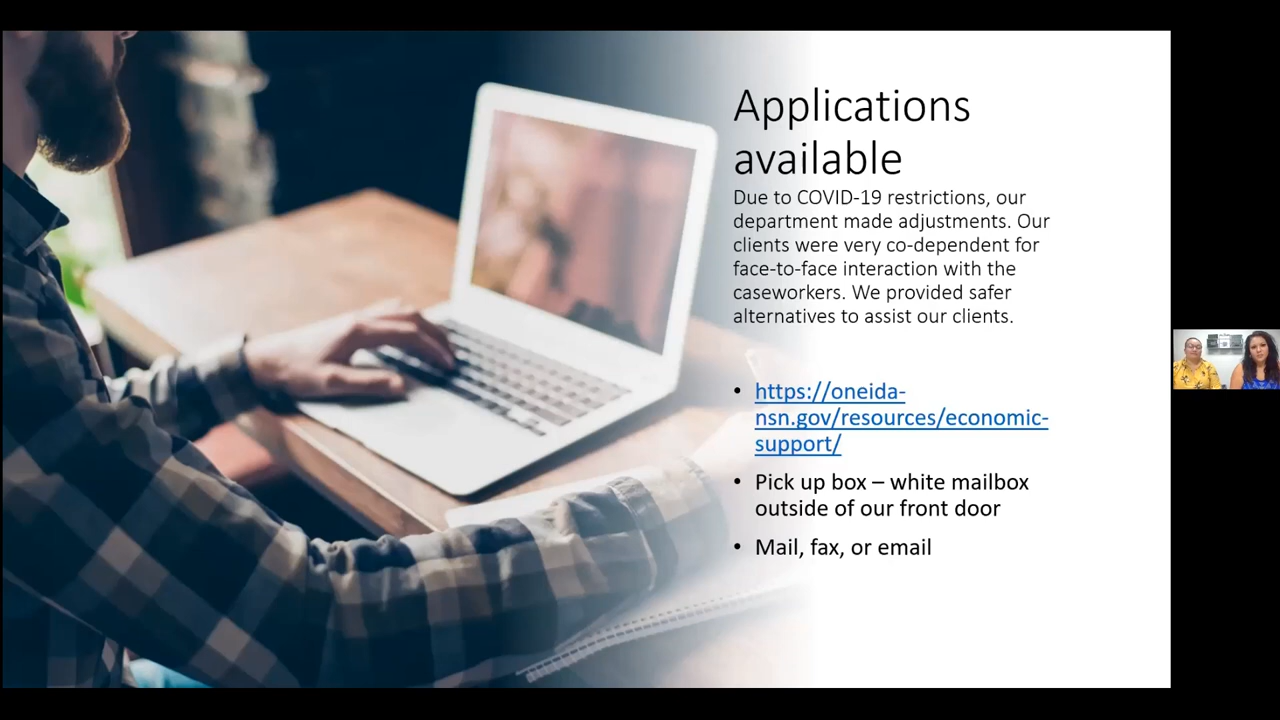 Applications
available
Due to COVID-19 restrictions, our
department made adjustments. Our
clients were very co-dependent for
face-to-face interaction with the
caseworkers. We provided safer
alternatives to assist our clients.
• https://oneida-
nsn.gov/resources/economic-
support/
• Pick up box – white mailbox
outside of our front door
• Mail, fax, or email